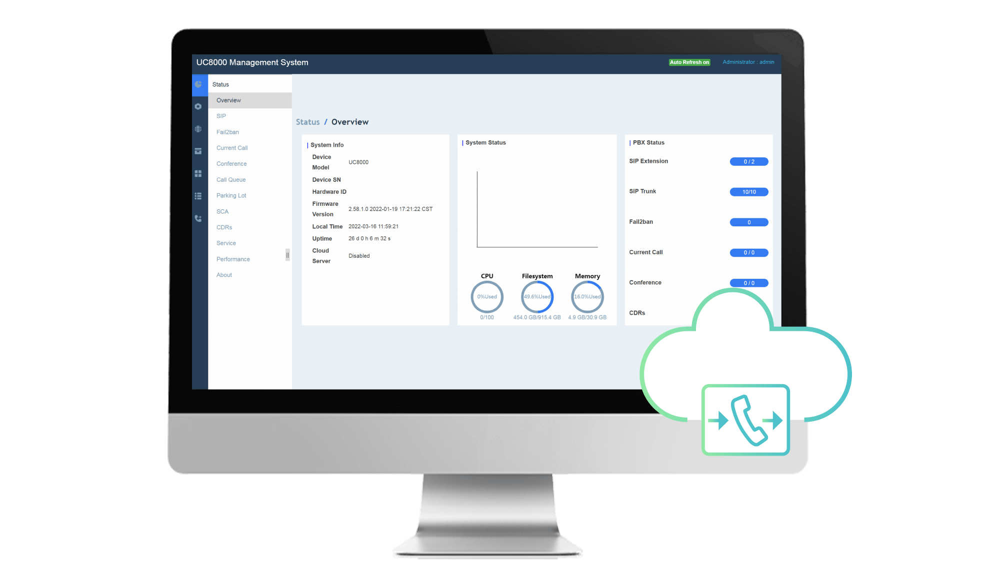 UC8000 Management System
Auto Refresh on
Administrator : admin
Status
Overview
SIP
Fail2ban
Current Call
Conference
Call Queue
Parking Lot
SCA
CDRs
Service
Performance
About
Status / Overview
System Info
Device
Model
UC8000
Device SN
Hardware ID
Firmware
Version
2.58.1.0 2022-01-19 17:21:22 CST
Local Time 2022-03-16 11:59:21
Uptime 26 d 0 h 6 m 32 s
Cloud
Server
Disabled
System Status
CPU
0%Used
0/100
Filesystem
49.6%Used
454.0 GB/915.4 GB
Memory
16.0%Used
4.9 GB/30.9 GB
PBX Status
SIP Extension 0 / 2
SIP Trunk 10/10
Fail2ban 0
Current Call 0 / 0
Conference 0 / 0
CDRs